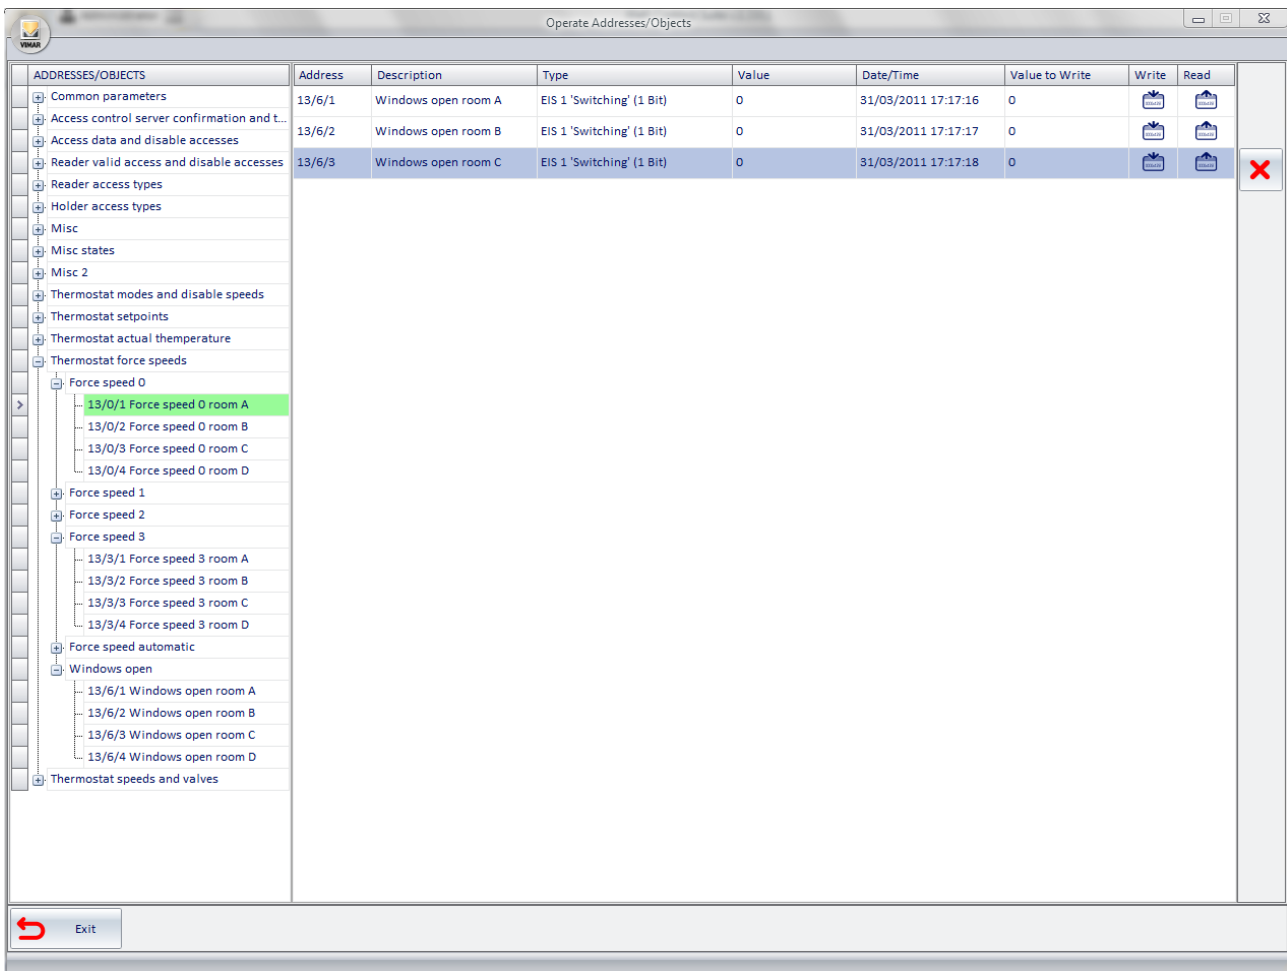 Operate Addresses/Objects
VIMAR
ADDRESSES/OBJECTS
Common parameters
Access control server confirmation and t...
Access data and disable accesses
Reader valid access and disable accesses
Reader access types
Holder access types
Misc
Misc states
Misc 2
Thermostat modes and disable speeds
Thermostat setpoints
Thermostat actual themperature
Thermostat force speeds
Force speed 0
13/0/1 Force speed 0 room A
13/0/2 Force speed 0 room B
13/0/3 Force speed 0 room C
13/0/4 Force speed 0 room D
Force speed 1
Force speed 2
Force speed 3
13/3/1 Force speed 3 room A
13/3/2 Force speed 3 room B
13/3/3 Force speed 3 room C
13/3/4 Force speed 3 room D
Force speed automatic
Windows open
13/6/1 Windows open room A
13/6/2 Windows open room B
13/6/3 Windows open room C
13/6/4 Windows open room D
Thermostat speeds and valves
Address Description Type Value Date/Time Value to Write Write Read
13/6/1 Windows open room A EIS 1 'Switching' (1 Bit) 0 31/03/2011 17:17:16 0
13/6/2 Windows open room B EIS 1 'Switching' (1 Bit) 0 31/03/2011 17:17:17 0
13/6/3 Windows open room C EIS 1 'Switching' (1 Bit) 0 31/03/2011 17:17:18 0
Exit